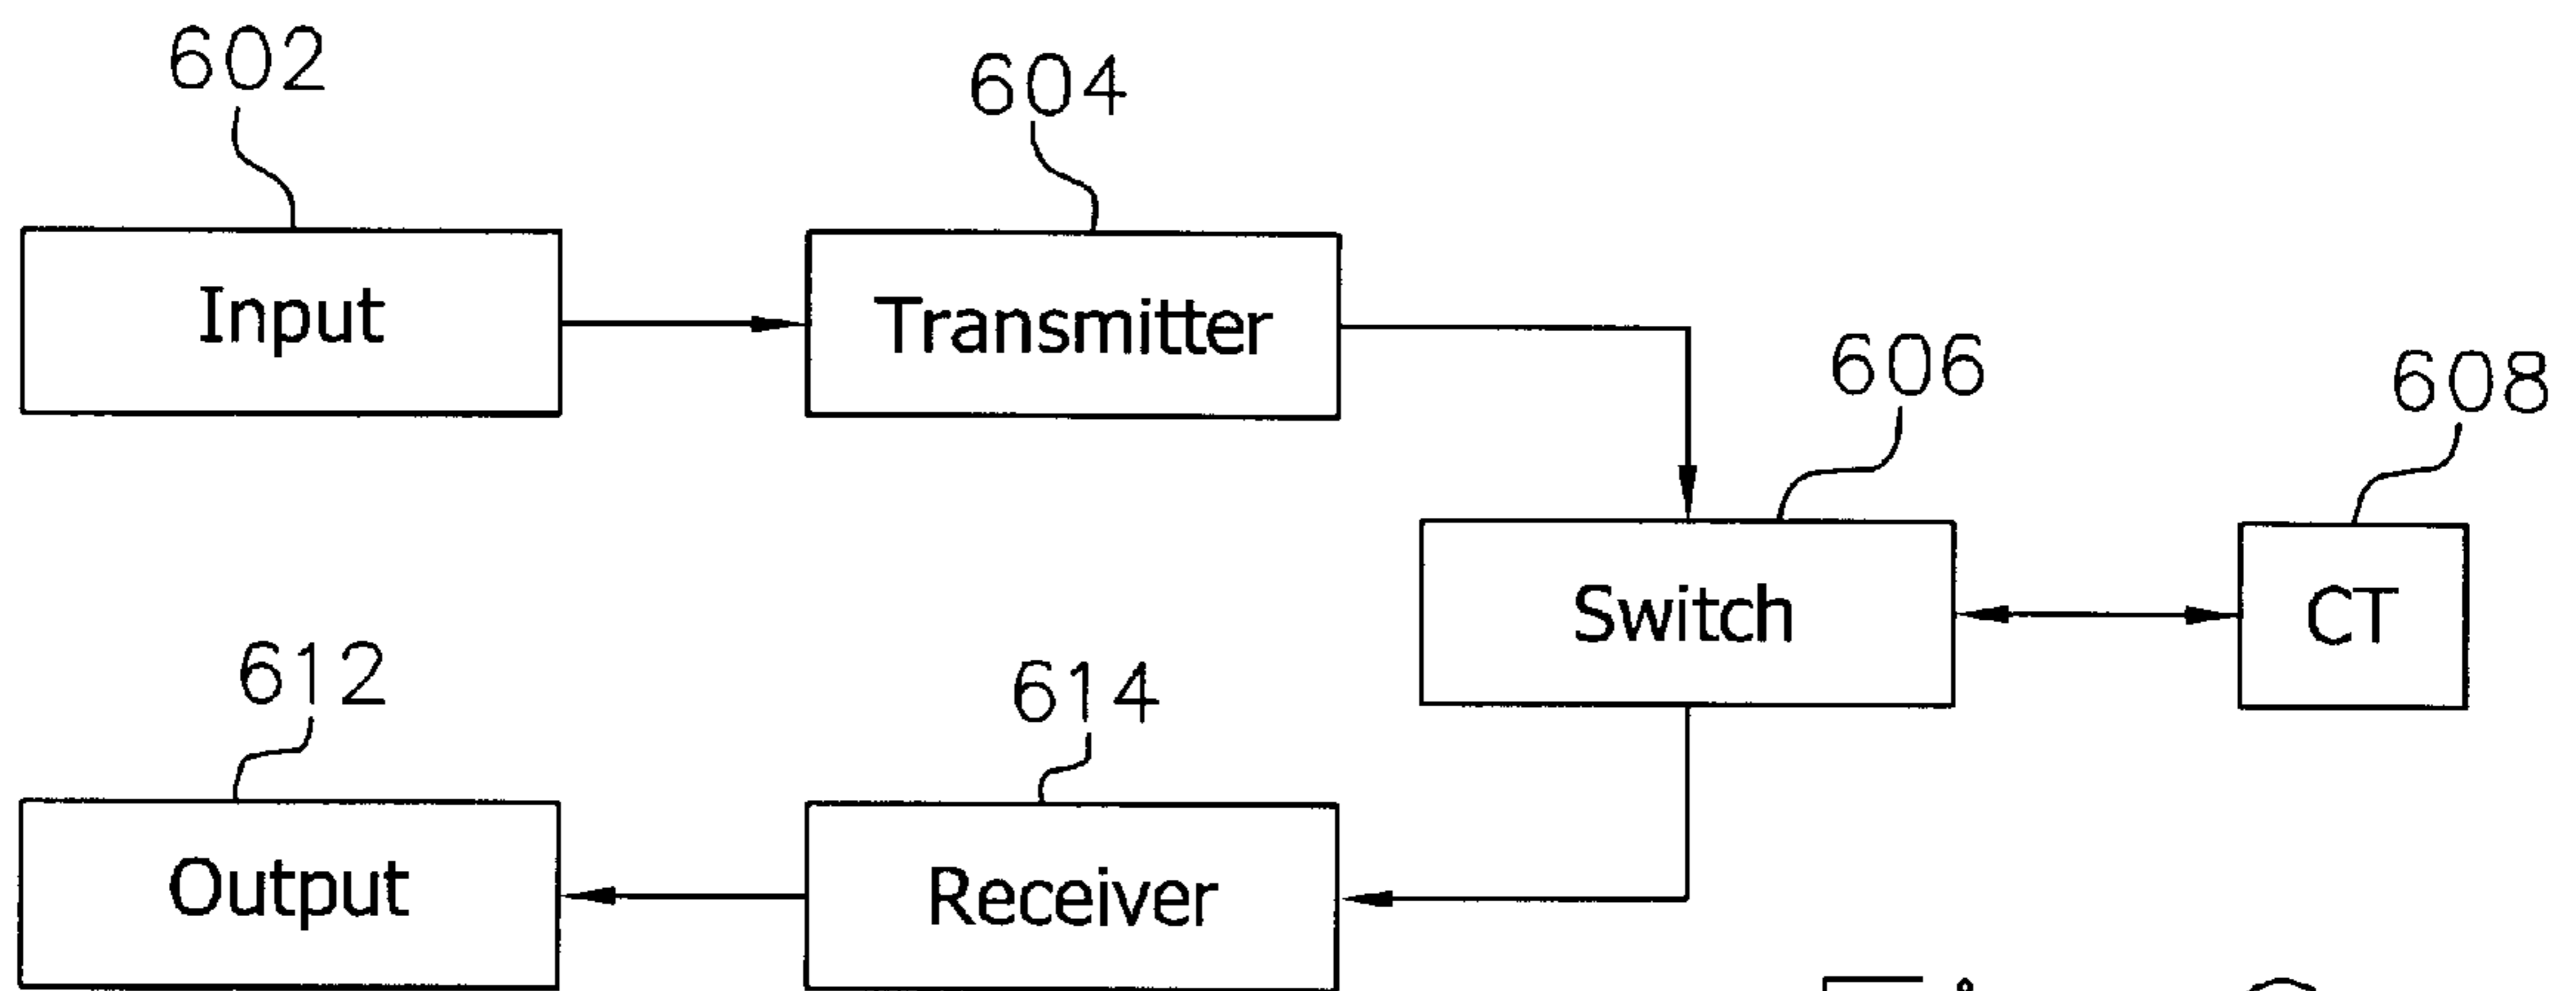 602
604
Input
Transmitter
606
608
Switch
CT
612
614
Output
Receiver